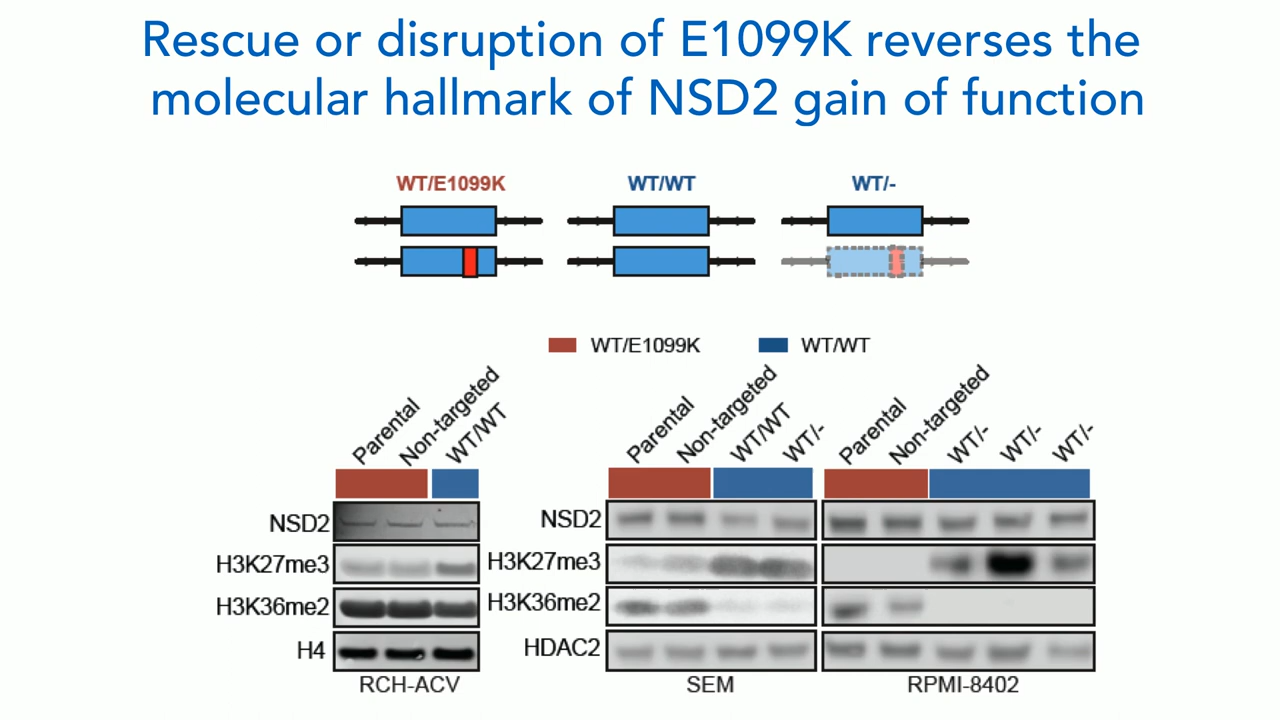 Rescue or disruption of E1099K reverses the
molecular hallmark of NSD2 gain of function
WT/E1099K WT/WT WT/-
WT/E1099K WT/WT
Parental Non-targeted WT/WT
Parental Non-targeted WT/WT WT/-
Parental Non-targeted WT/- WT/- WT/-
NSD2
H3K27me3
H3K36me2
H4
RCH-ACV
NSD2
H3K27me3
H3K36me2
HDAC2
SEM RPMI-8402